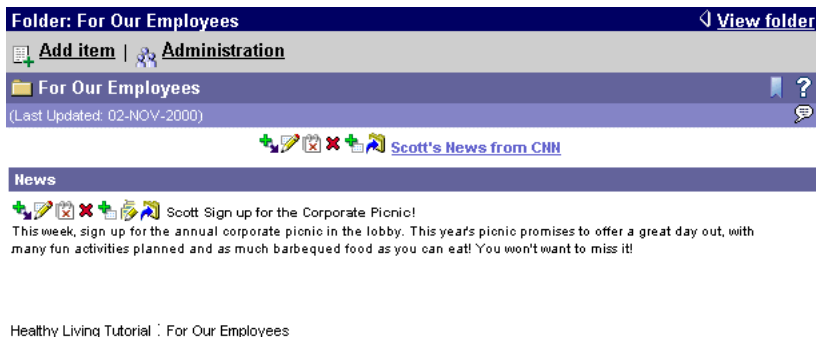 Folder: For Our Employees View folder
Add item | Administration
For Our Employees ?
(Last Updated: 02-NOV-2000)
Scott's News from CNN
News
Scott Sign up for the Corporate Picnic!
This week, sign up for the annual corporate picnic in the lobby. This year's picnic promises to offer a great day out, with
many fun activities planned and as much barbequed food as you can eat! You won't want to miss it!
Healthy Living Tutorial : For Our Employees